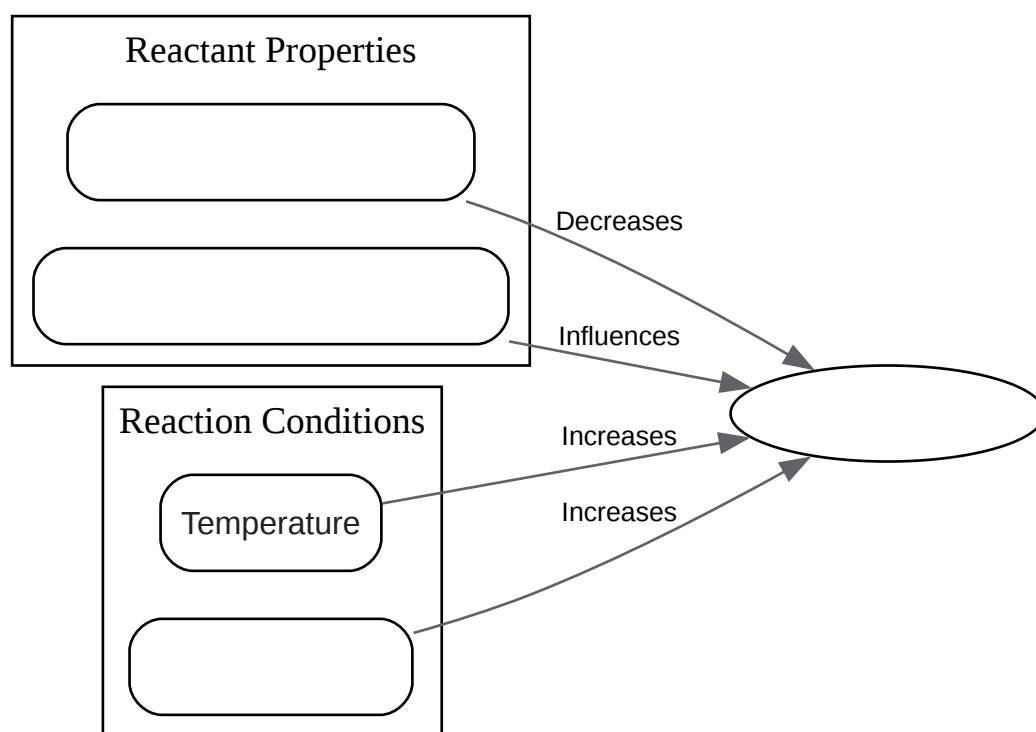 Reactant Properties
Decreases
Influences
Reaction Conditions
Increases
Temperature
Increases